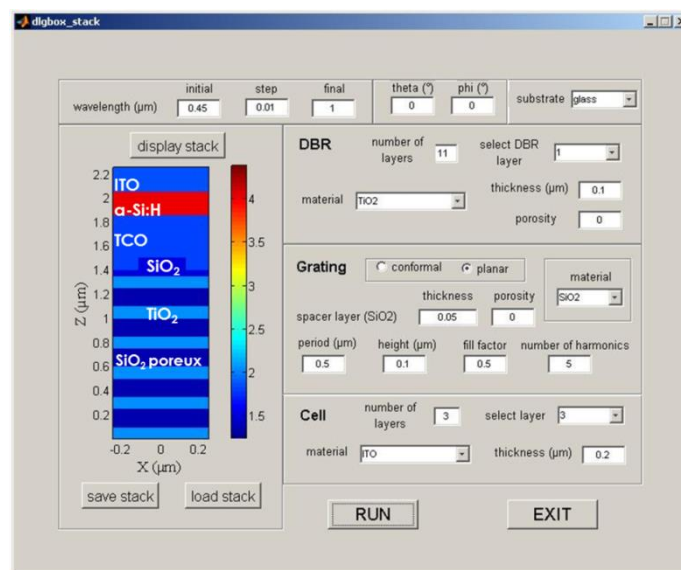 dlgbox_stack
initial step final theta (º) phi (º)
wavelength (µm) 0.45 0.01 1 0 0 substrate glass
display stack
2.2
2
1.8
1.6
1.4
1.2
1
0.8
0.6
0.4
0.2
Z (µm)
ITO
a-Si:H
TCO
SiO2
TiO2
SiO2 poreux
-0.2 0 0.2
X (µm)
4
3.5
3
2.5
2
1.5
save stack load stack
DBR number of layers 11 select DBR layer 1
material TiO2 thickness (µm) 0.1
porosity 0
Grating conformal planar material
SiO2
thickness porosity
spacer layer (SiO2) 0.05 0
period (µm) height (µm) fill factor number of harmonics
0.5 0.1 0.5 5
Cell number of layers 3 select layer 3
material ITO thickness (µm) 0.2
RUN EXIT